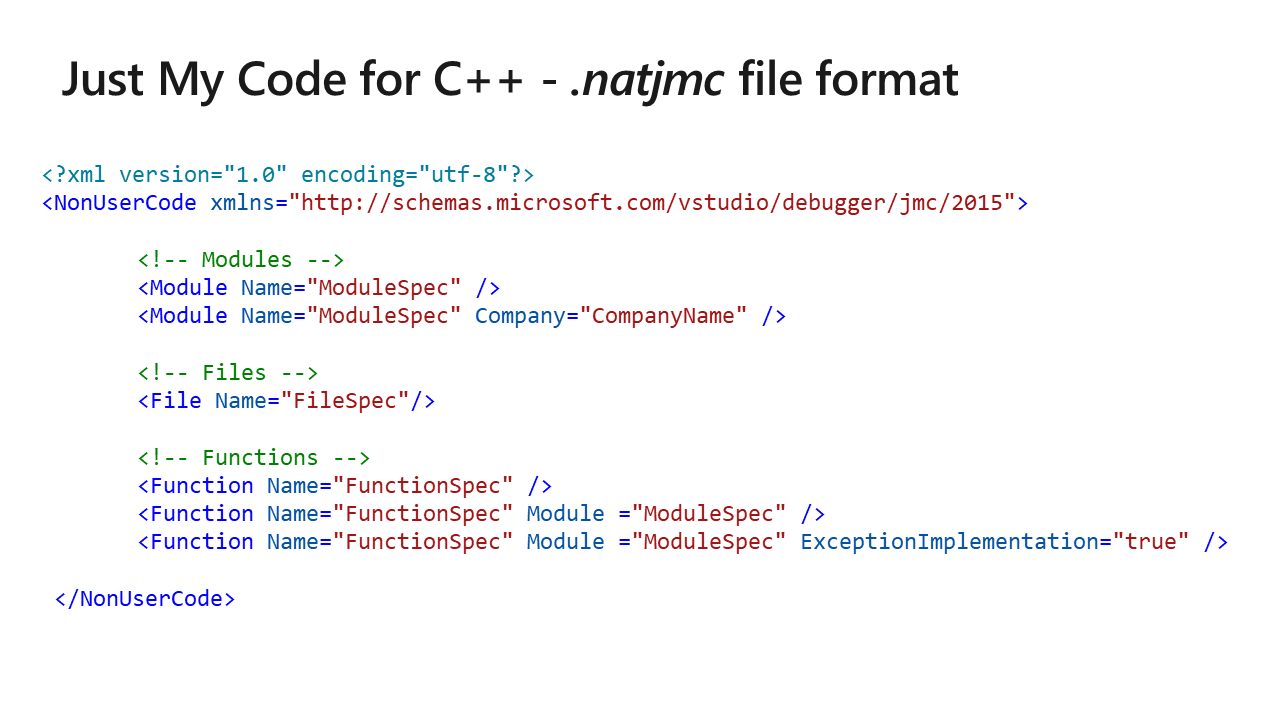 Just My Code for C++ - .natjmc file format
<?xml version="1.0" encoding="utf-8"?>
<NonUserCode xmlns="http://schemas.microsoft.com/vstudio/debugger/jmc/2015">
<!-- Modules -->
<Module Name="ModuleSpec" />
<Module Name="ModuleSpec" Company="CompanyName" />
<!-- Files -->
<File Name="FileSpec"/>
<!-- Functions -->
<Function Name="FunctionSpec" />
<Function Name="FunctionSpec" Module ="ModuleSpec" />
<Function Name="FunctionSpec" Module ="ModuleSpec" ExceptionImplementation="true" />
</NonUserCode>